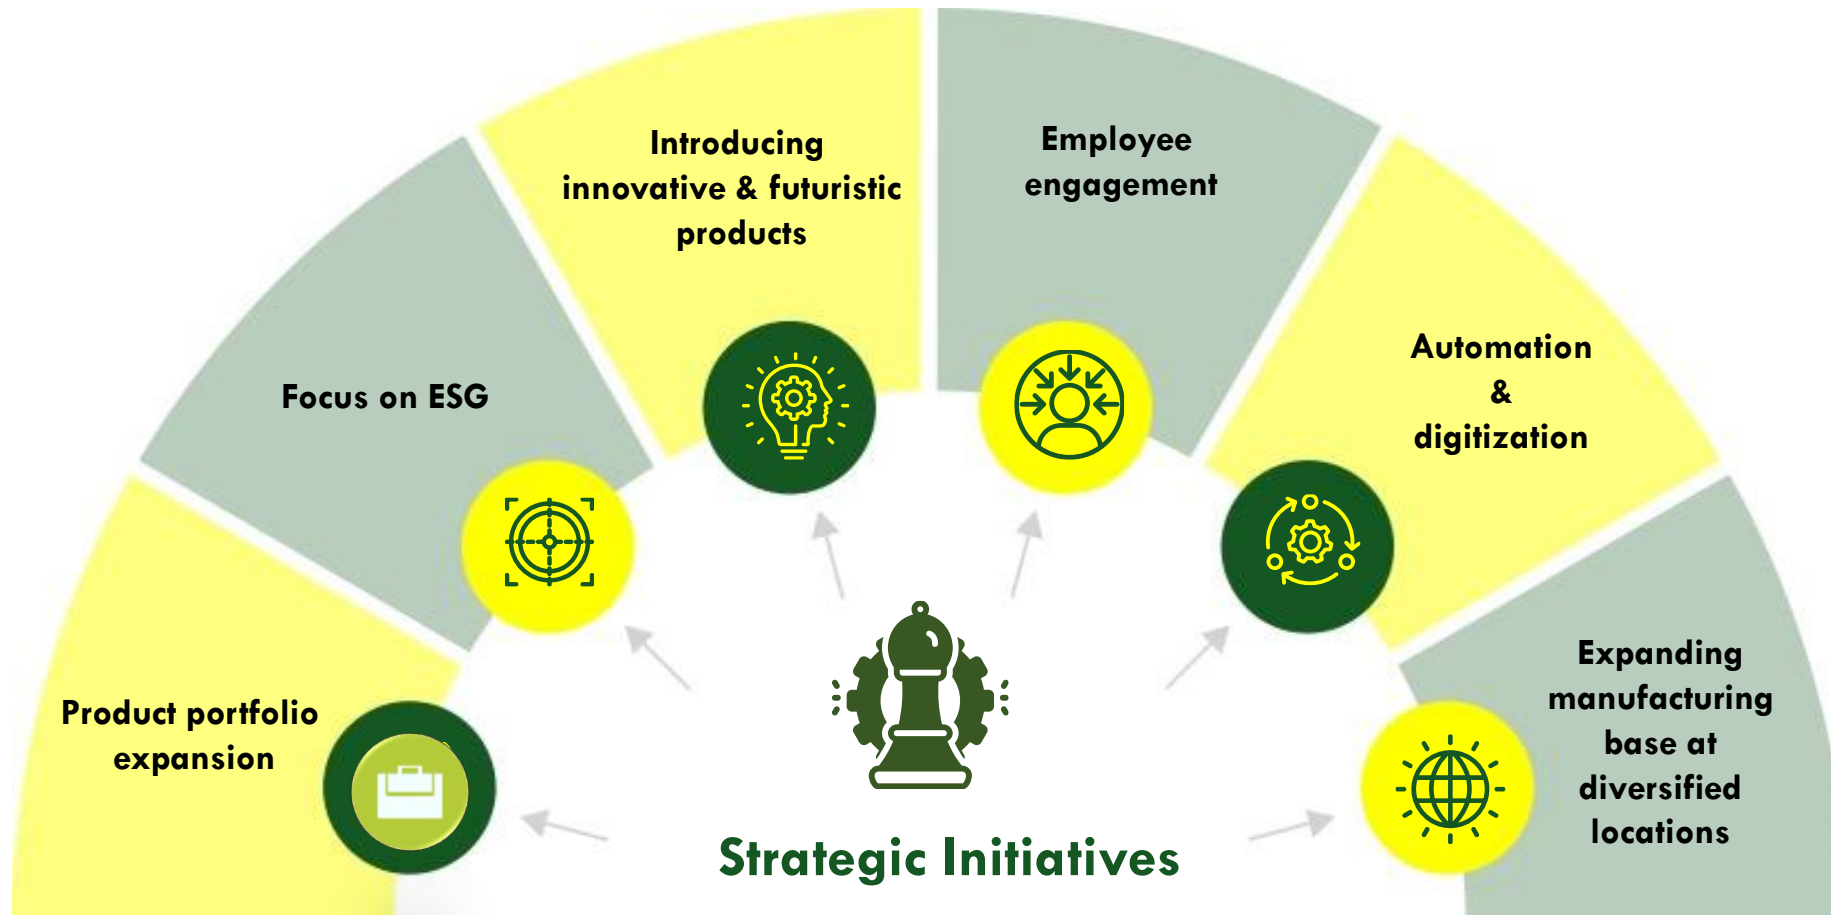 Introducing
innovative & futuristic
products
Employee
engagement
Focus on ESG
Automation
&
digitization
Product portfolio
expansion
Expanding
manufacturing
base at
diversified
locations
Strategic Initiatives